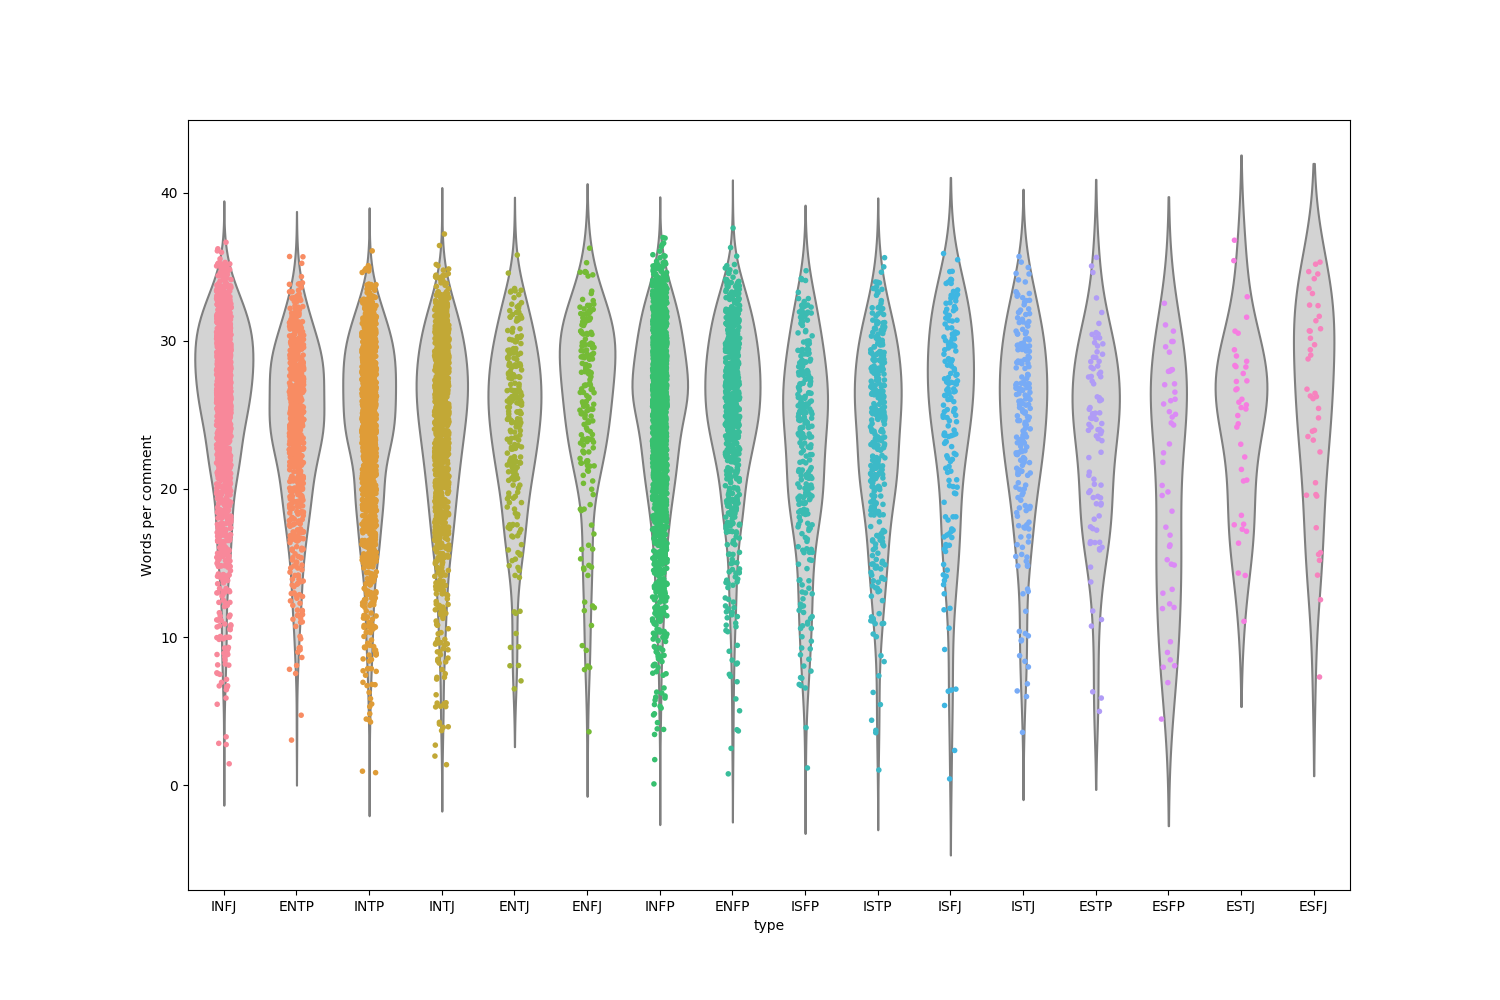 40
30
20
10
0
Words per comment
INFJ ENTP INTP INTJ ENTJ ENFJ INFP ENFP ISFP ISTP ISFJ ISTJ ESTP ESFP ESTJ ESFJ
type